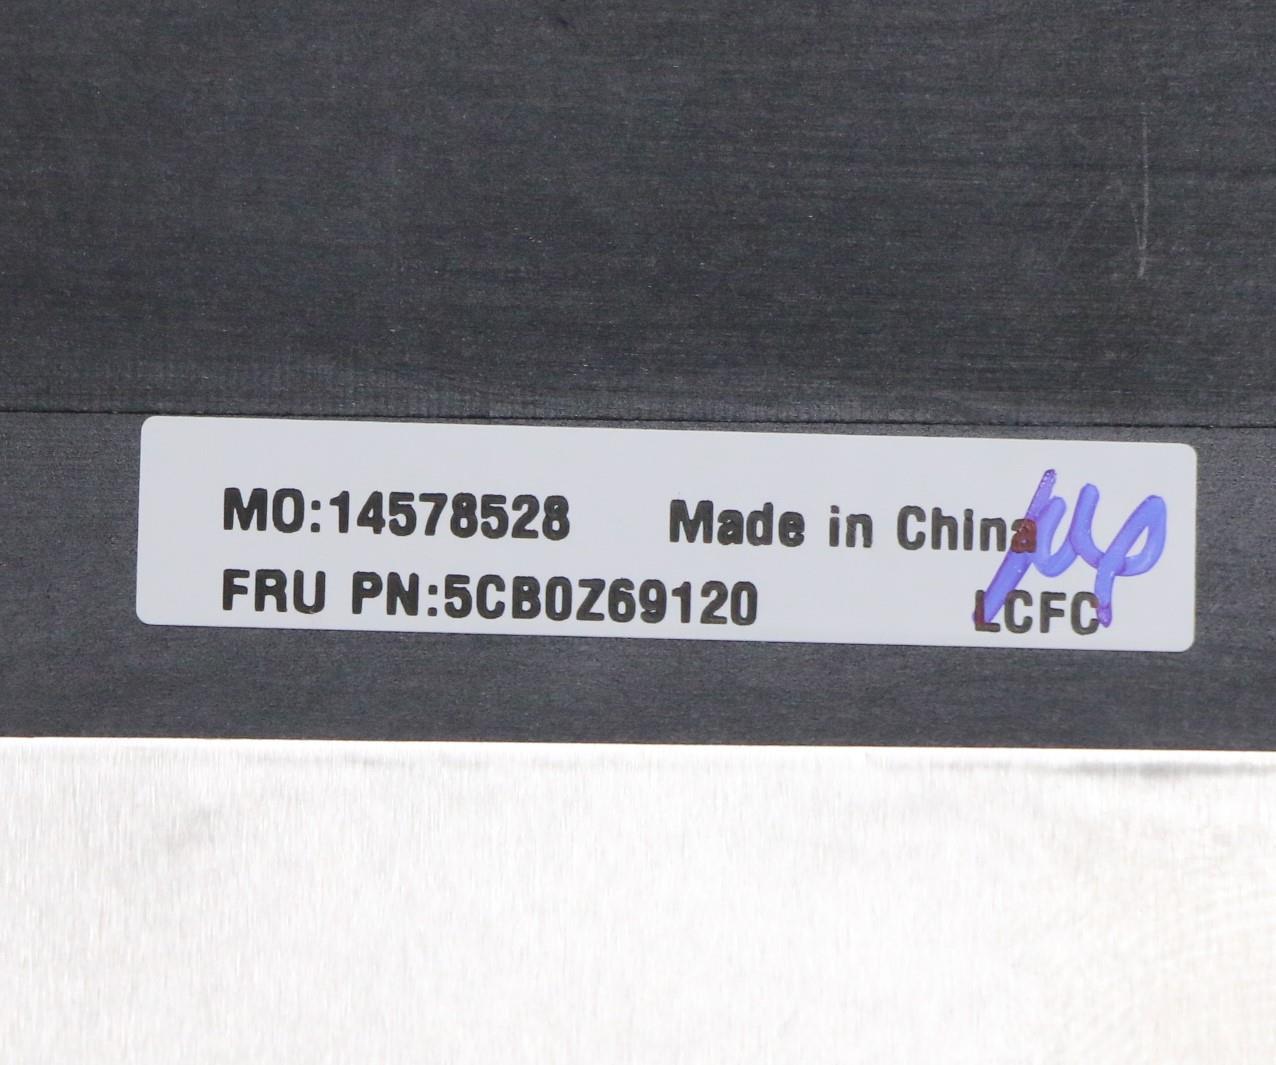 MO:14578528 Made in China
FRU PN:5CB0Z69120 LCFC